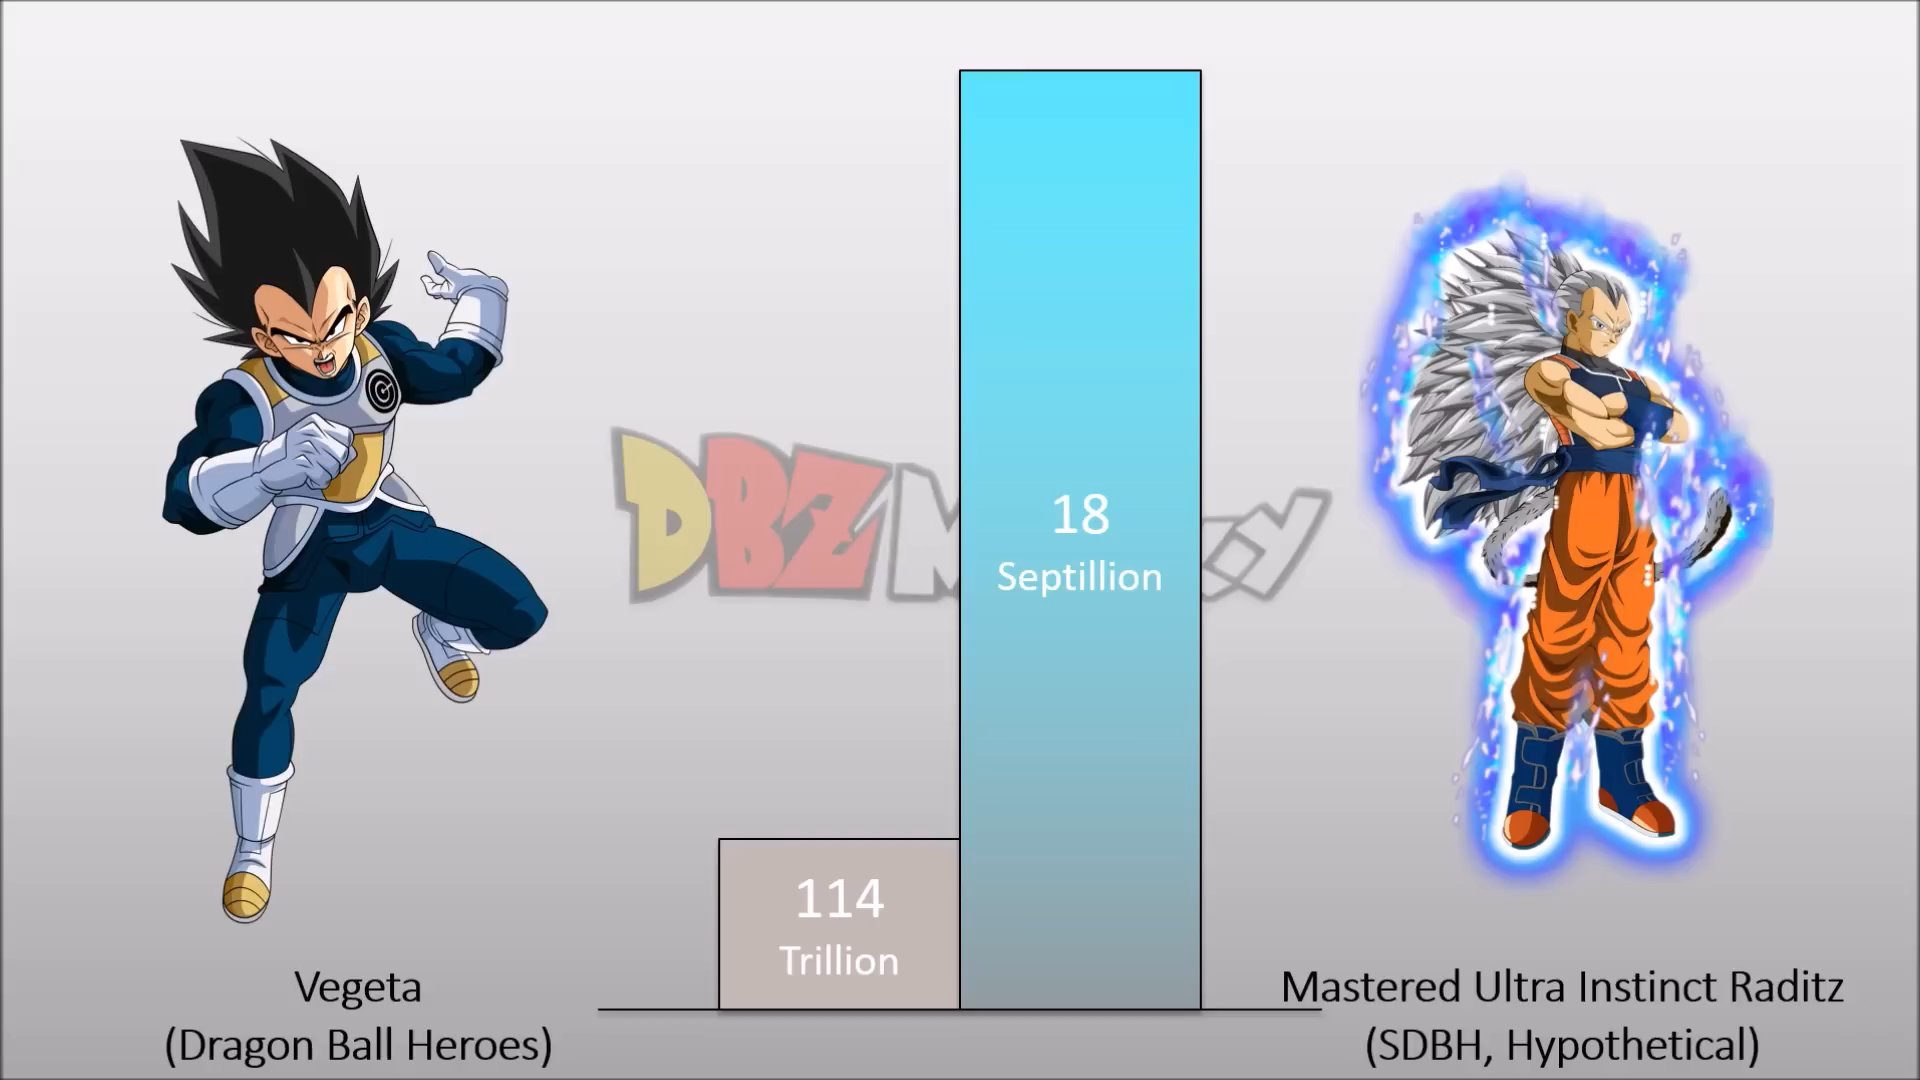 DBZ
18
Septillion
114
Trillion
Vegeta
(Dragon Ball Heroes)
Mastered Ultra Instinct Raditz
(SDBH, Hypothetical)